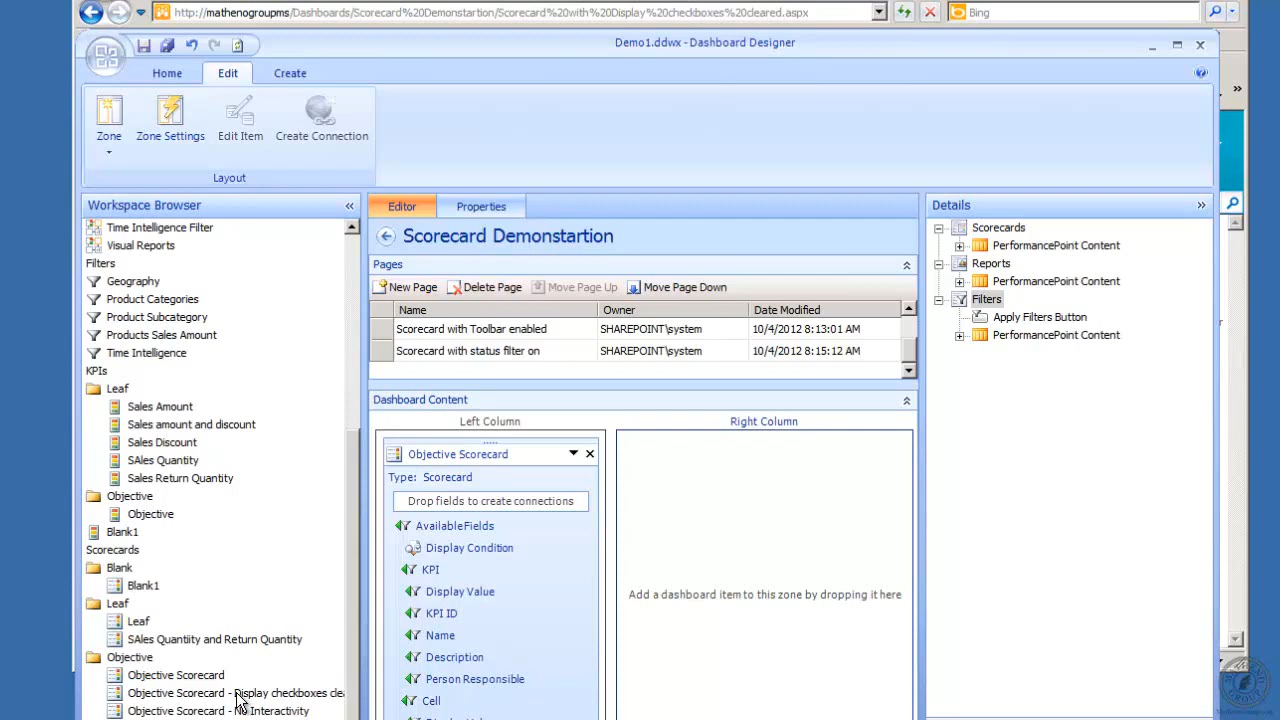 http://mathenogroupms/Dashboards/Scorecard%20Demonstartion/Scorecard%20with%20Display%20checkboxes%20cleared.aspx
Bing
Demo1.ddwx - Dashboard Designer
Home
Edit
Create
Zone
Zone Settings
Edit Item
Create Connection
Layout
Workspace Browser
Time Intelligence Filter
Visual Reports
Filters
Geography
Product Categories
Product Subcategory
Products Sales Amount
Time Intelligence
KPIs
Leaf
Sales Amount
Sales amount and discount
Sales Discount
SAles Quantity
Sales Return Quantity
Objective
Objective
Blank1
Scorecards
Blank
Blank1
Leaf
Leaf
SAles Quantity and Return Quantity
Objective
Objective Scorecard
Objective Scorecard - Display checkboxes clea
Objective Scorecard - Interactivity
Editor
Properties
Scorecard Demonstartion
Pages
New Page
Delete Page
Move Page Up
Move Page Down
Name
Owner
Date Modified
Scorecard with Toolbar enabled
SHAREPOINT\system
10/4/2012 8:13:01 AM
Scorecard with status filter on
SHAREPOINT\system
10/4/2012 8:15:12 AM
Dashboard Content
Left Column
Right Column
Objective Scorecard
Type: Scorecard
Drop fields to create connections
AvailableFields
Display Condition
KPI
Display Value
KPI ID
Name
Description
Person Responsible
Cell
Add a dashboard item to this zone by dropping it here
Details
Scorecards
PerformancePoint Content
Reports
PerformancePoint Content
Filters
Apply Filters Button
PerformancePoint Content